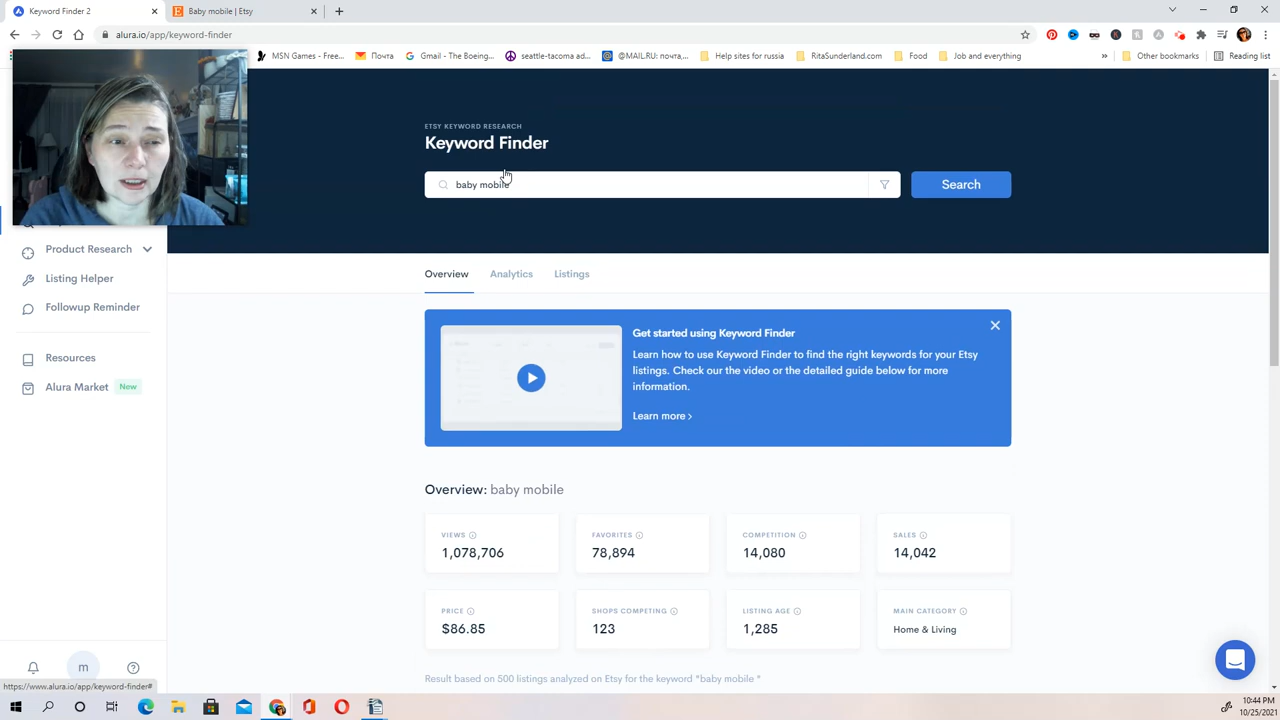 Keyword Finder 2
Baby mobile | Etsy
alura.io/app/keyword-finder
MSN Games - Free...
Почта
Gmail - The Boeing...
seattle-tacoma ad...
@MAIL.RU: почта,...
Help sites for russia
RitaSunderland.com
Food
Job and everything
»
Other bookmarks
Reading list
ETSY KEYWORD RESEARCH
Keyword Finder
baby mobile
Search
Product Research
Listing Helper
Followup Reminder
Resources
Alura Market New
Overview Analytics Listings
Get started using Keyword Finder
Learn how to use Keyword Finder to find the right keywords for your Etsy
listings. Check our the video or the detailed guide below for more
information.
Learn more >
Overview: baby mobile
VIEWS FAVORITES COMPETITION SALES
1,078,706 78,894 14,080 14,042
PRICE SHOPS COMPETING LISTING AGE MAIN CATEGORY
$86.85 123 1,285 Home & Living
Result based on 500 listings analyzed on Etsy for the keyword "baby mobile "
m
https://www.alura.io/app/keyword-finder#
10:44 PM
10/25/2021